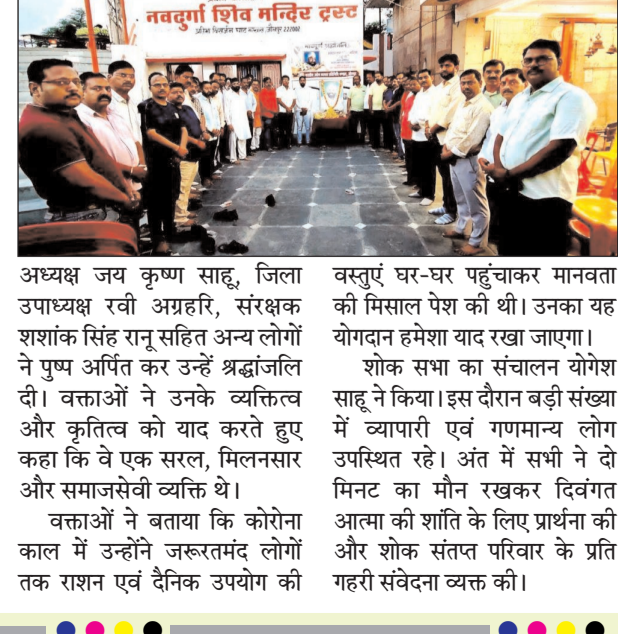 नवदुर्गा शिव मन्दिर ट्रस्ट
अध्यक्ष जय कृष्ण साहू, जिला
उपाध्यक्ष रवी अग्रहरि, संरक्षक
शशांक सिंह रानू सहित अन्य लोगों
ने पुष्प अर्पित कर उन्हें श्रद्धांजलि
दी। वक्ताओं ने उनके व्यक्तित्व
और कृतित्व को याद करते हुए
कहा कि वे एक सरल, मिलनसार
और समाजसेवी व्यक्ति थे।
वक्ताओं ने बताया कि कोरोना
काल में उन्होंने जरूरतमंद लोगों
तक राशन एवं दैनिक उपयोग की
वस्तुएं घर-घर पहुंचाकर मानवता
की मिसाल पेश की थी। उनका यह
योगदान हमेशा याद रखा जाएगा।
शोक सभा का संचालन योगेश
साहू ने किया। इस दौरान बड़ी संख्या
में व्यापारी एवं गणमान्य लोग
उपस्थित रहे। अंत में सभी ने दो
मिनट का मौन रखकर दिवंगत
आत्मा की शांति के लिए प्रार्थना की
और शोक संतप्त परिवार के प्रति
गहरी संवेदना व्यक्त की।